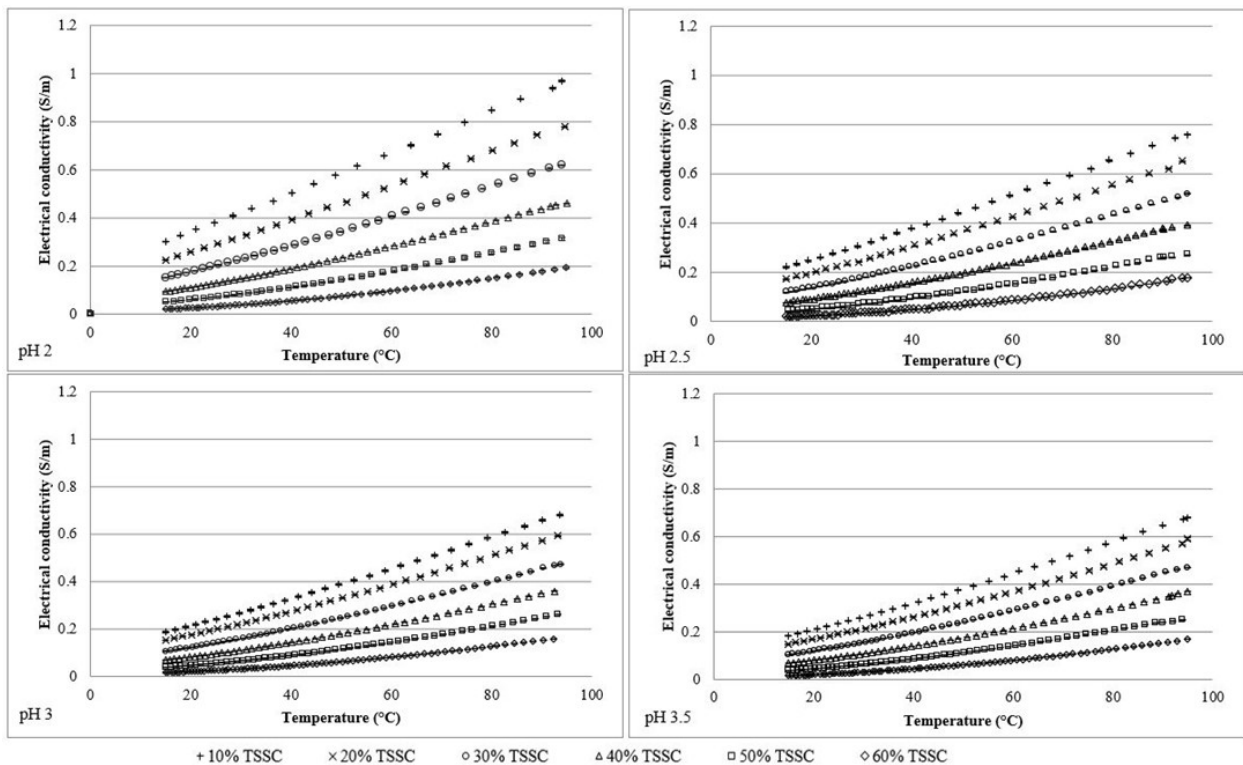 1.2
1
0.8
0.6
0.4
0.2
0
0 20 40 60 80 100
Electrical conductivity (S/m)
Temperature (°C)
pH 2
1.2
1
0.8
0.6
0.4
0.2
0
0 20 40 60 80 100
Electrical conductivity (S/m)
Temperature (°C)
pH 2.5
1.2
1
0.8
0.6
0.4
0.2
0
0 20 40 60 80 100
Electrical conductivity (S/m)
Temperature (°C)
pH 3
1.2
1
0.8
0.6
0.4
0.2
0
0 20 40 60 80 100
Electrical conductivity (S/m)
Temperature (°C)
pH 3.5
10% TSSC 20% TSSC 30% TSSC 40% TSSC 50% TSSC 60% TSSC